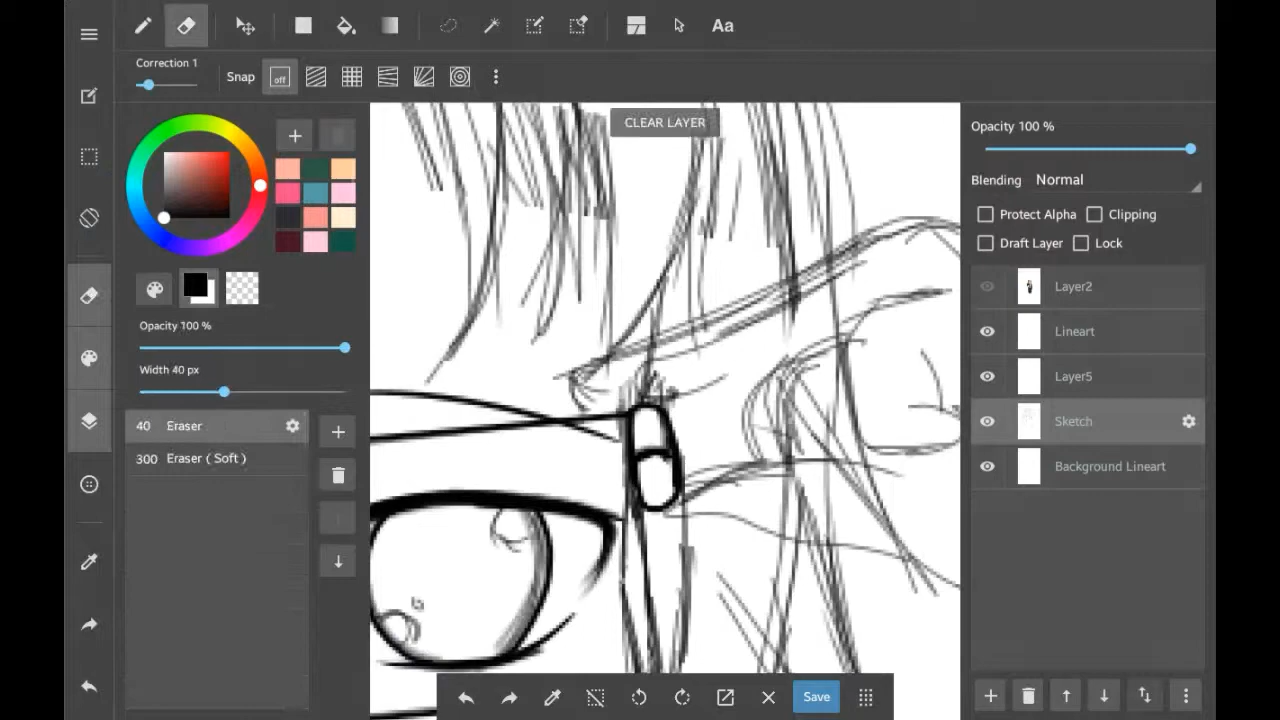 Aa
Correction 1
Snap
off
CLEAR LAYER
Opacity 100 %
Width 40 px
40 Eraser
300 Eraser ( Soft )
Opacity 100 %
Blending Normal
Protect Alpha Clipping
Draft Layer Lock
Layer2
Lineart
Layer5
Sketch
Background Lineart
Save